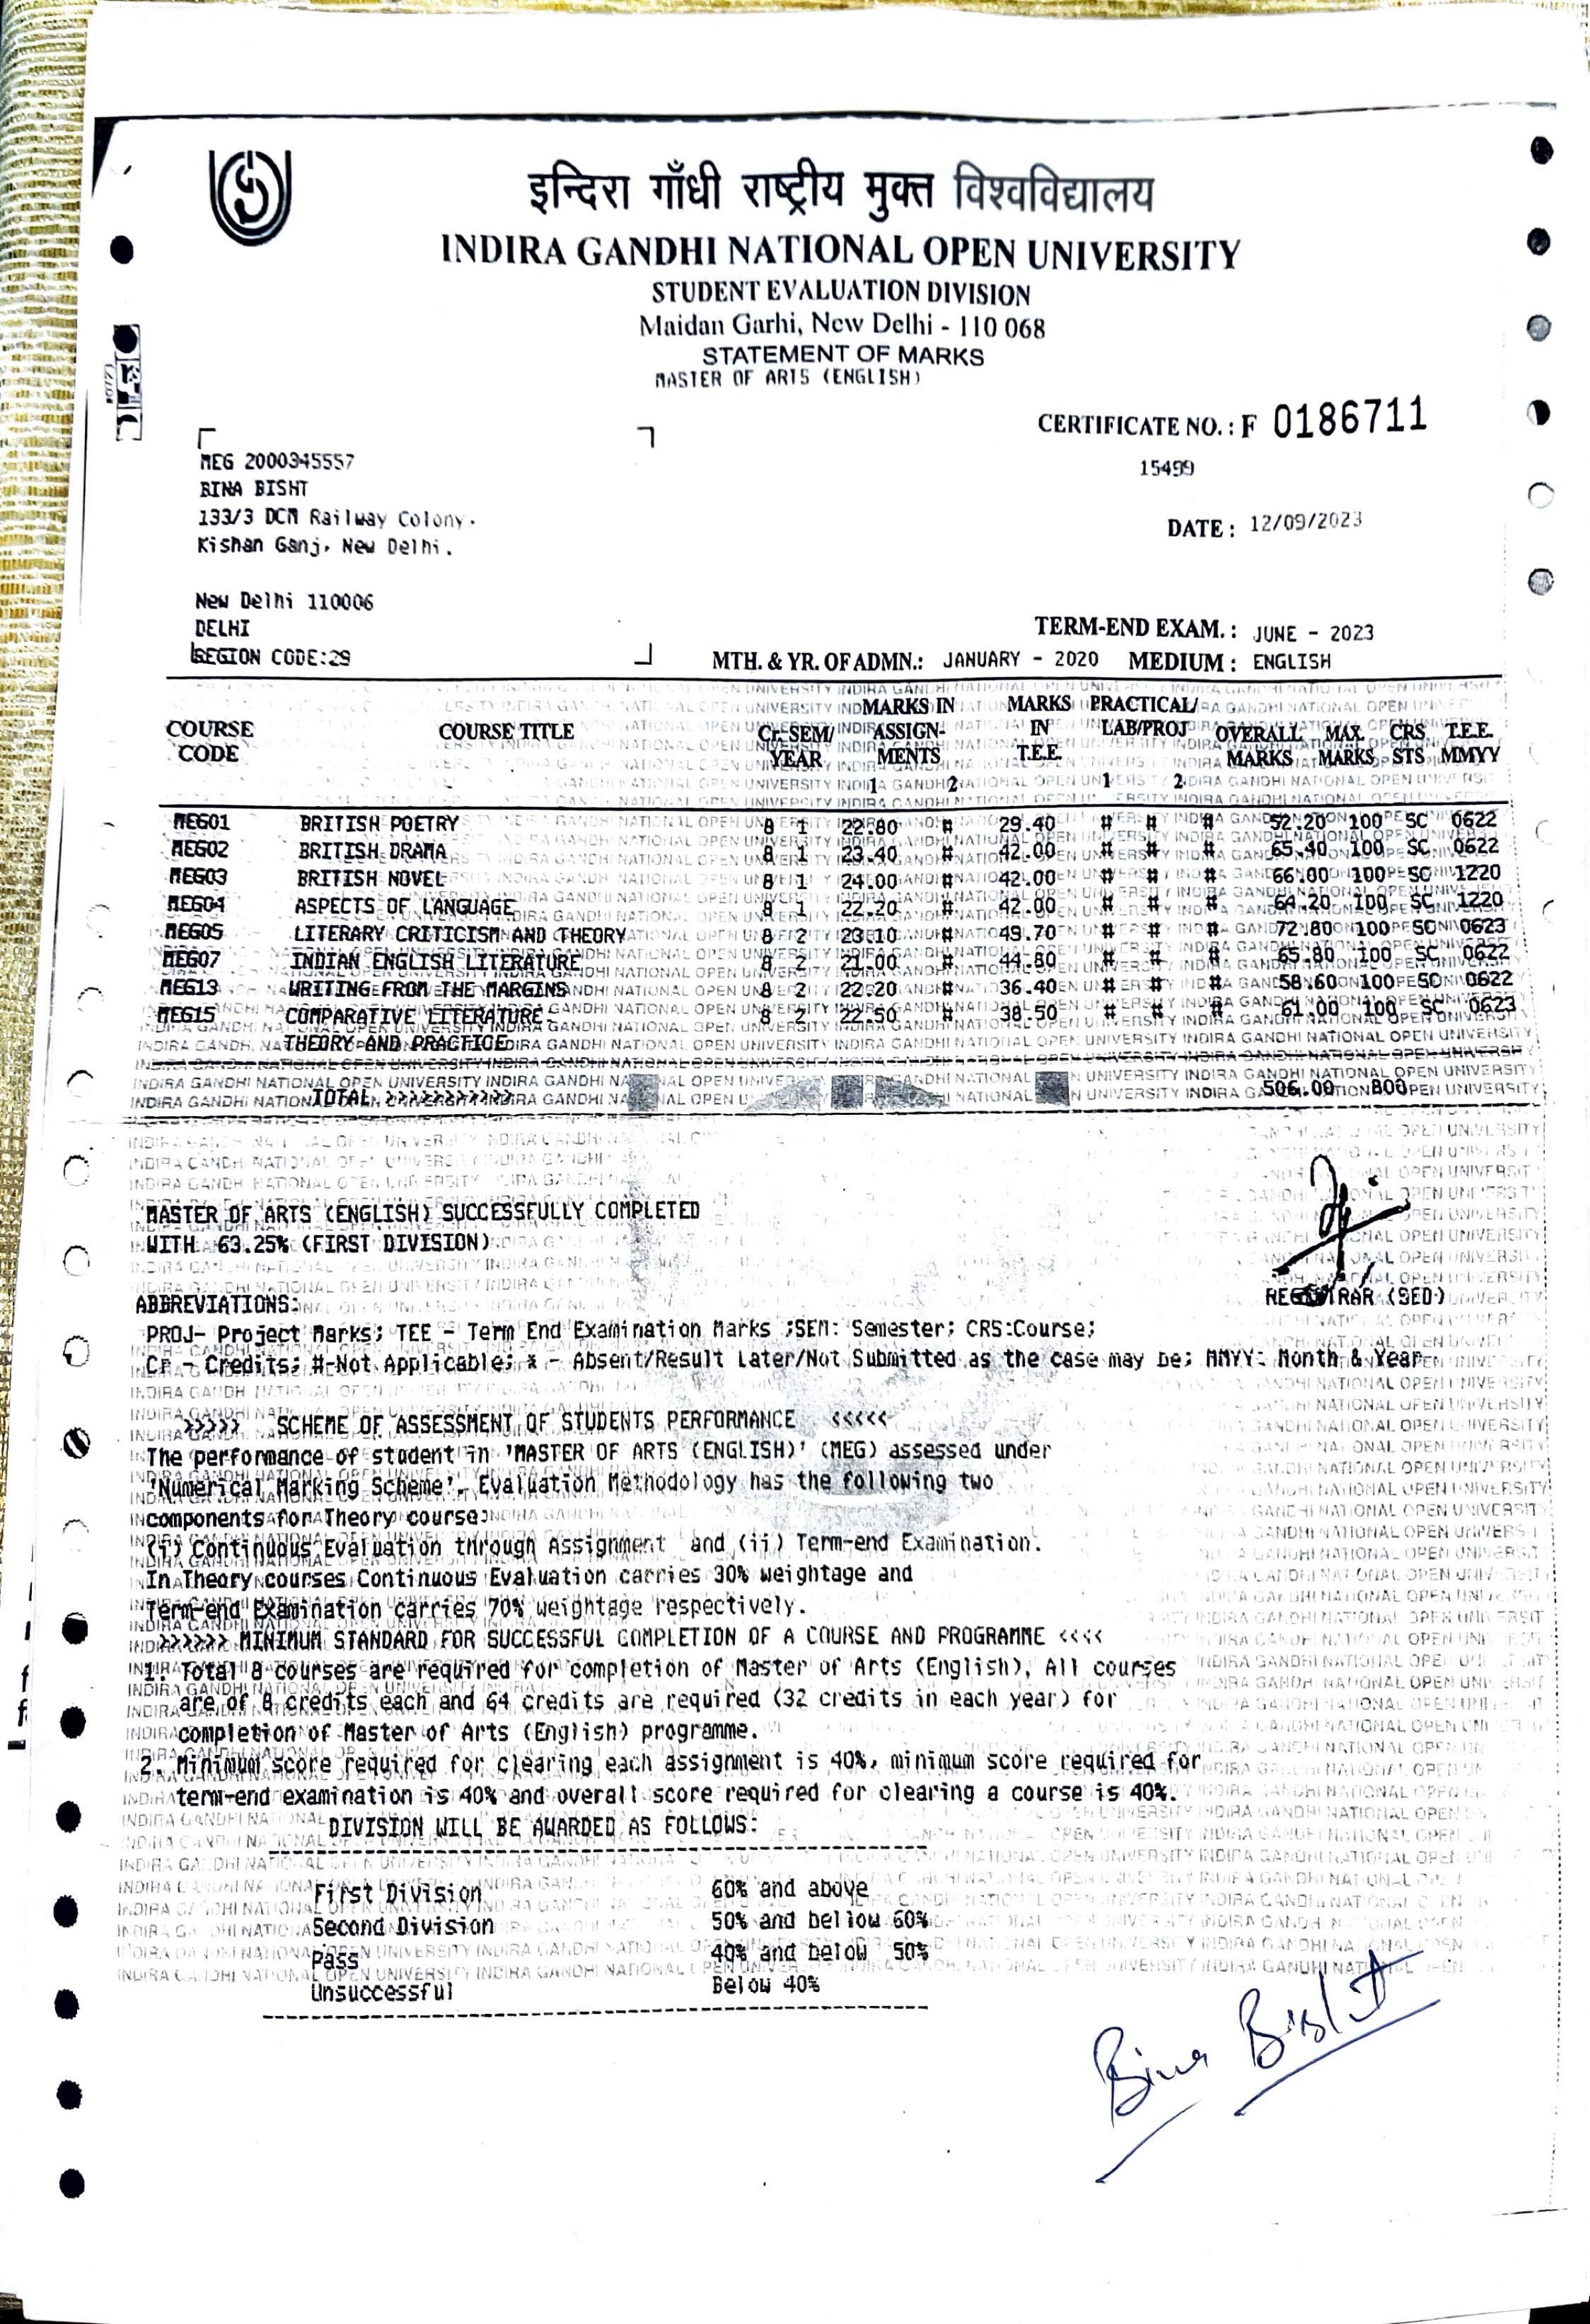 इन्दिरा गाँधी राष्ट्रीय मुक्त विश्वविद्यालय
INDIRA GANDHI NATIONAL OPEN UNIVERSITY
STUDENT EVALUATION DIVISION
Maidan Garhi, New Delhi - 110 068
STATEMENT OF MARKS
MASTER OF ARTS (ENGLISH)
CERTIFICATE NO. : F 0186711
15499
MEG 2000345557
BINA BISHT
133/3 DCM Railway Colony.
Kishan Ganj, New Delhi.
DATE : 12/09/2023
New Delhi 110006
DELHI
REGION CODE:29
TERM-END EXAM. : JUNE - 2023
MTH. & YR. OF ADMN.: JANUARY - 2020 MEDIUM : ENGLISH
COURSE CODE COURSE TITLE Cr. SEM/ YEAR MARKS IN ASSIGN- MENTS MARKS IN T.E.E. PRACTICAL/ LAB/PROJ OVERALL MARKS MAX. MARKS CRS STS T.E.E. MMYY
1 2 1 2
MEG01 BRITISH POETRY 8 1 22.80 # 29.40 # # # 52.20 100 SC 0622
MEG02 BRITISH DRAMA 8 1 23.40 # 42.00 # # # 65.40 100 SC 0622
MEG03 BRITISH NOVEL 8 1 24.00 # 42.00 # # # 66.00 100 SC 1220
MEG04 ASPECTS OF LANGUAGE 8 1 22.20 # 42.00 # # # 64.20 100 SC 1220
MEG05 LITERARY CRITICISM AND THEORY 8 2 23.10 # 49.70 # # # 72.80 100 SC 0623
MEG07 INDIAN ENGLISH LITERATURE 8 2 21.00 # 44.80 # # # 65.80 100 SC 0622
MEG13 WRITING FROM THE MARGINS 8 2 22.20 # 36.40 # # # 58.60 100 SC 0622
MEG15 COMPARATIVE LITERATURE- 8 2 22.50 # 38.50 # # # 61.00 100 SC 0623
THEORY AND PRACTICE
TOTAL >>>>>>>>>>>> 506.00 800
MASTER OF ARTS (ENGLISH) SUCCESSFULLY COMPLETED
WITH 63.25% (FIRST DIVISION)
REGISTRAR (SED)
ABBREVIATIONS:
PROJ- Project Marks; TEE - Term End Examination Marks ;SEM: Semester; CRS:Course;
Cr - Credits; #-Not Applicable; * - Absent/Result Later/Not Submitted as the case may be; MMYY: Month & Year
>>>>> SCHEME OF ASSESSMENT OF STUDENTS PERFORMANCE <<<<<
The performance of student in 'MASTER OF ARTS (ENGLISH)' (MEG) assessed under
'Numerical Marking Scheme'. Evaluation Methodology has the following two
components for Theory course:
(i) Continuous Evaluation through Assignment and (ii) Term-end Examination.
In Theory courses Continuous Evaluation carries 30% weightage and
Term-end Examination carries 70% weightage respectively.
>>>>>> MINIMUM STANDARD FOR SUCCESSFUL COMPLETION OF A COURSE AND PROGRAMME <<<<
1. Total 8 courses are required for completion of Master of Arts (English), All courses
are of 8 credits each and 64 credits are required (32 credits in each year) for
completion of Master of Arts (English) programme.
2. Minimum score required for clearing each assignment is 40%, minimum score required for
term-end examination is 40% and overall score required for clearing a course is 40%.
DIVISION WILL BE AWARDED AS FOLLOWS:
First Division 60% and above
Second Division 50% and bellow 60%
Pass 40% and below 50%
Unsuccessful Below 40%
Bina Bisht